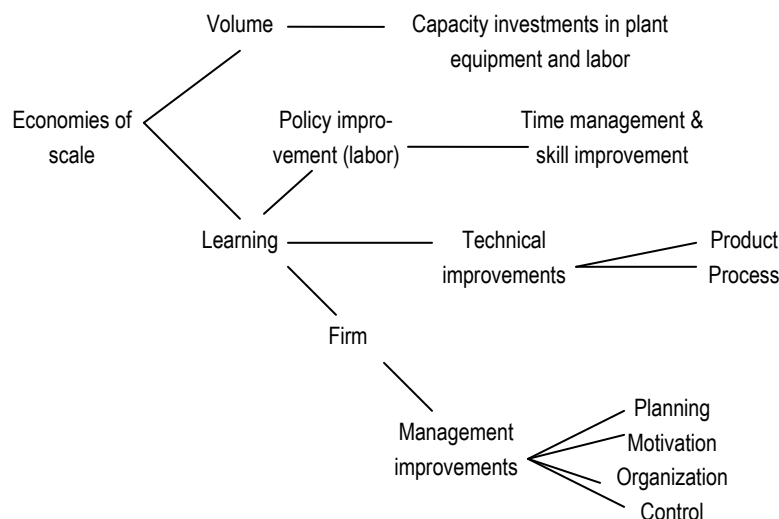 Volume
Capacity investments in plant
equipment and labor
Economies of
scale
Policy impro-
vement (labor)
Time management &
skill improvement
Learning
Technical
improvements
Product
Process
Firm
Management
improvements
Planning
Motivation
Organization
Control